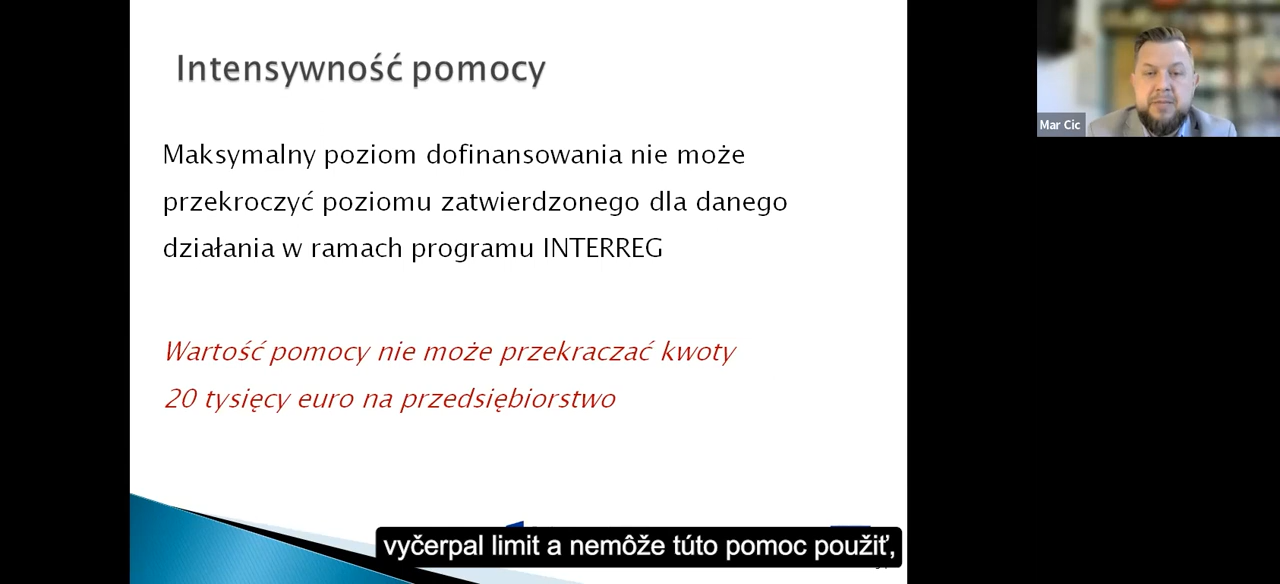 Intensywność pomocy
Maksymalny poziom dofinansowania nie może
przekroczyć poziomu zatwierdzonego dla danego
działania w ramach programu INTERREG
Wartość pomocy nie może przekraczać kwoty
20 tysięcy euro na przedsiębiorstwo
Mar Cic
vyčerpal limit a nemôže túto pomoc použiť,